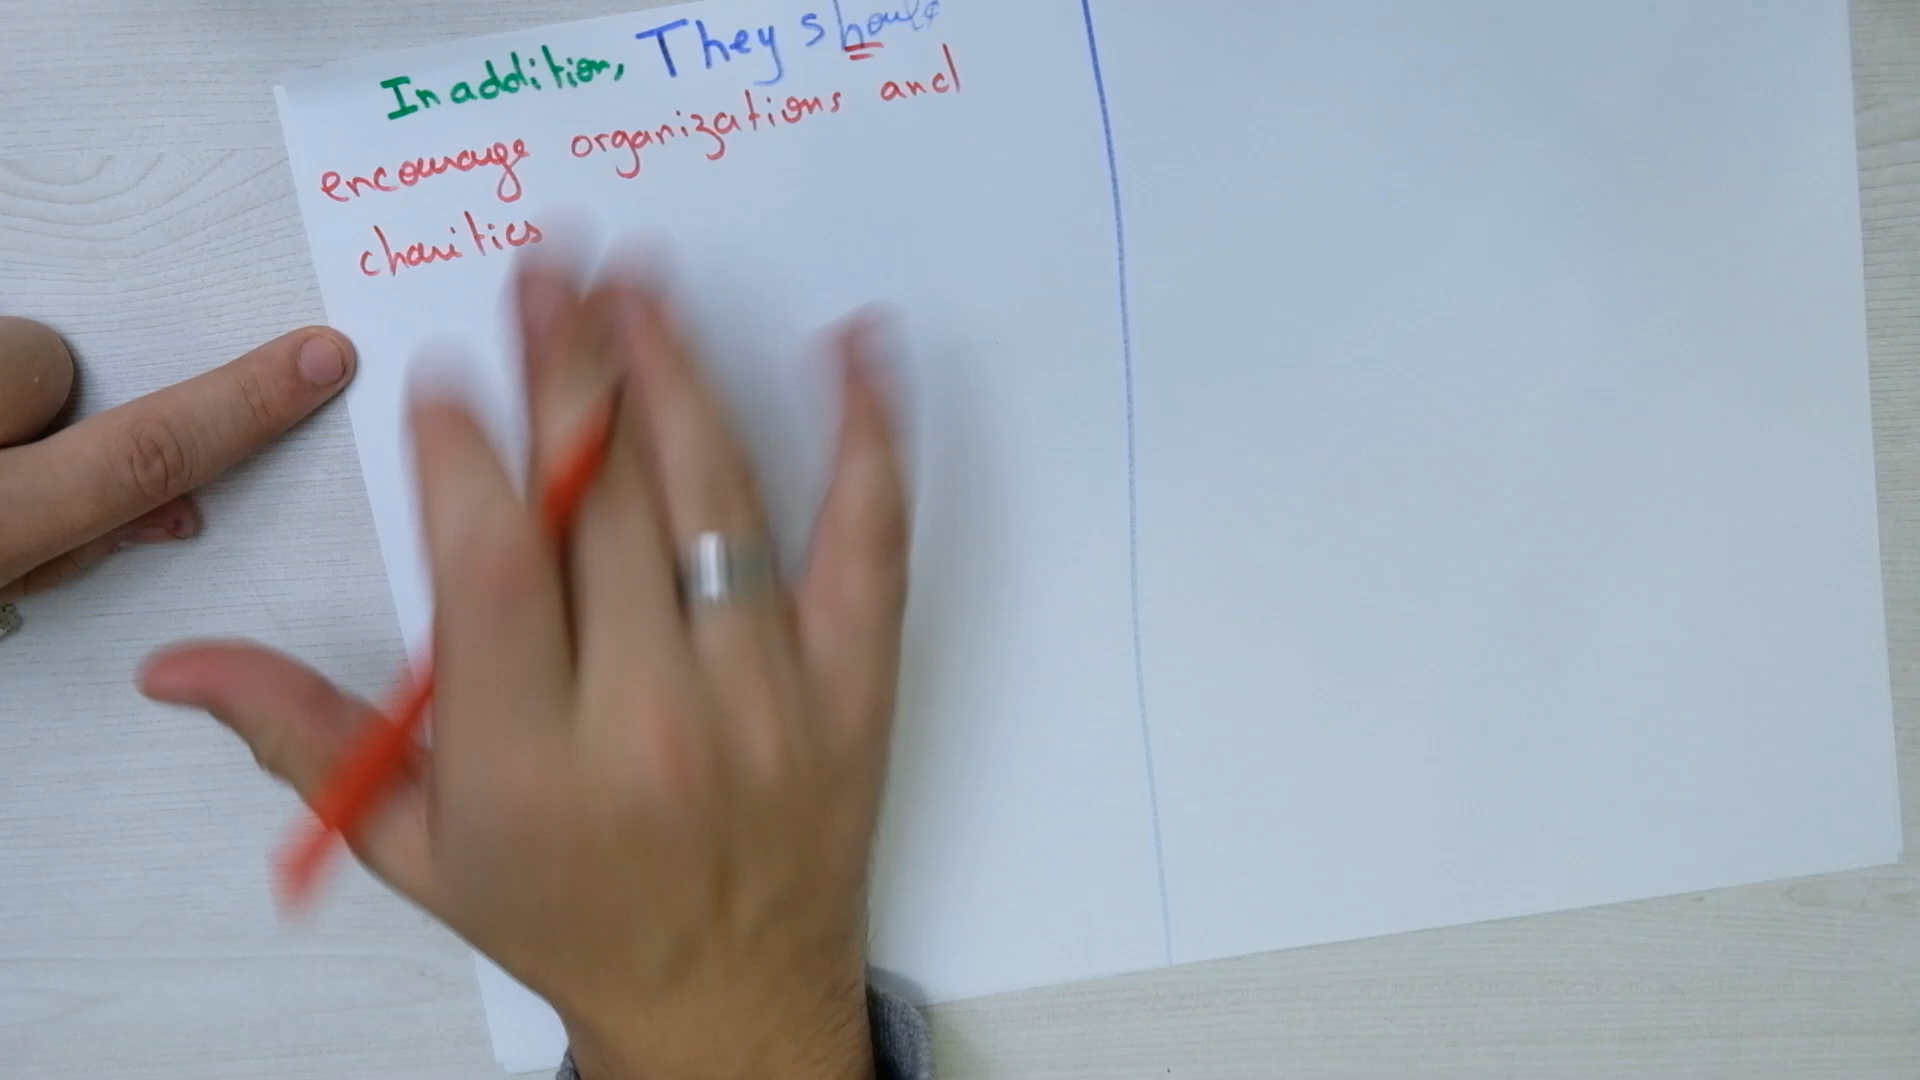 In addition, They should
encourage organizations and
charities